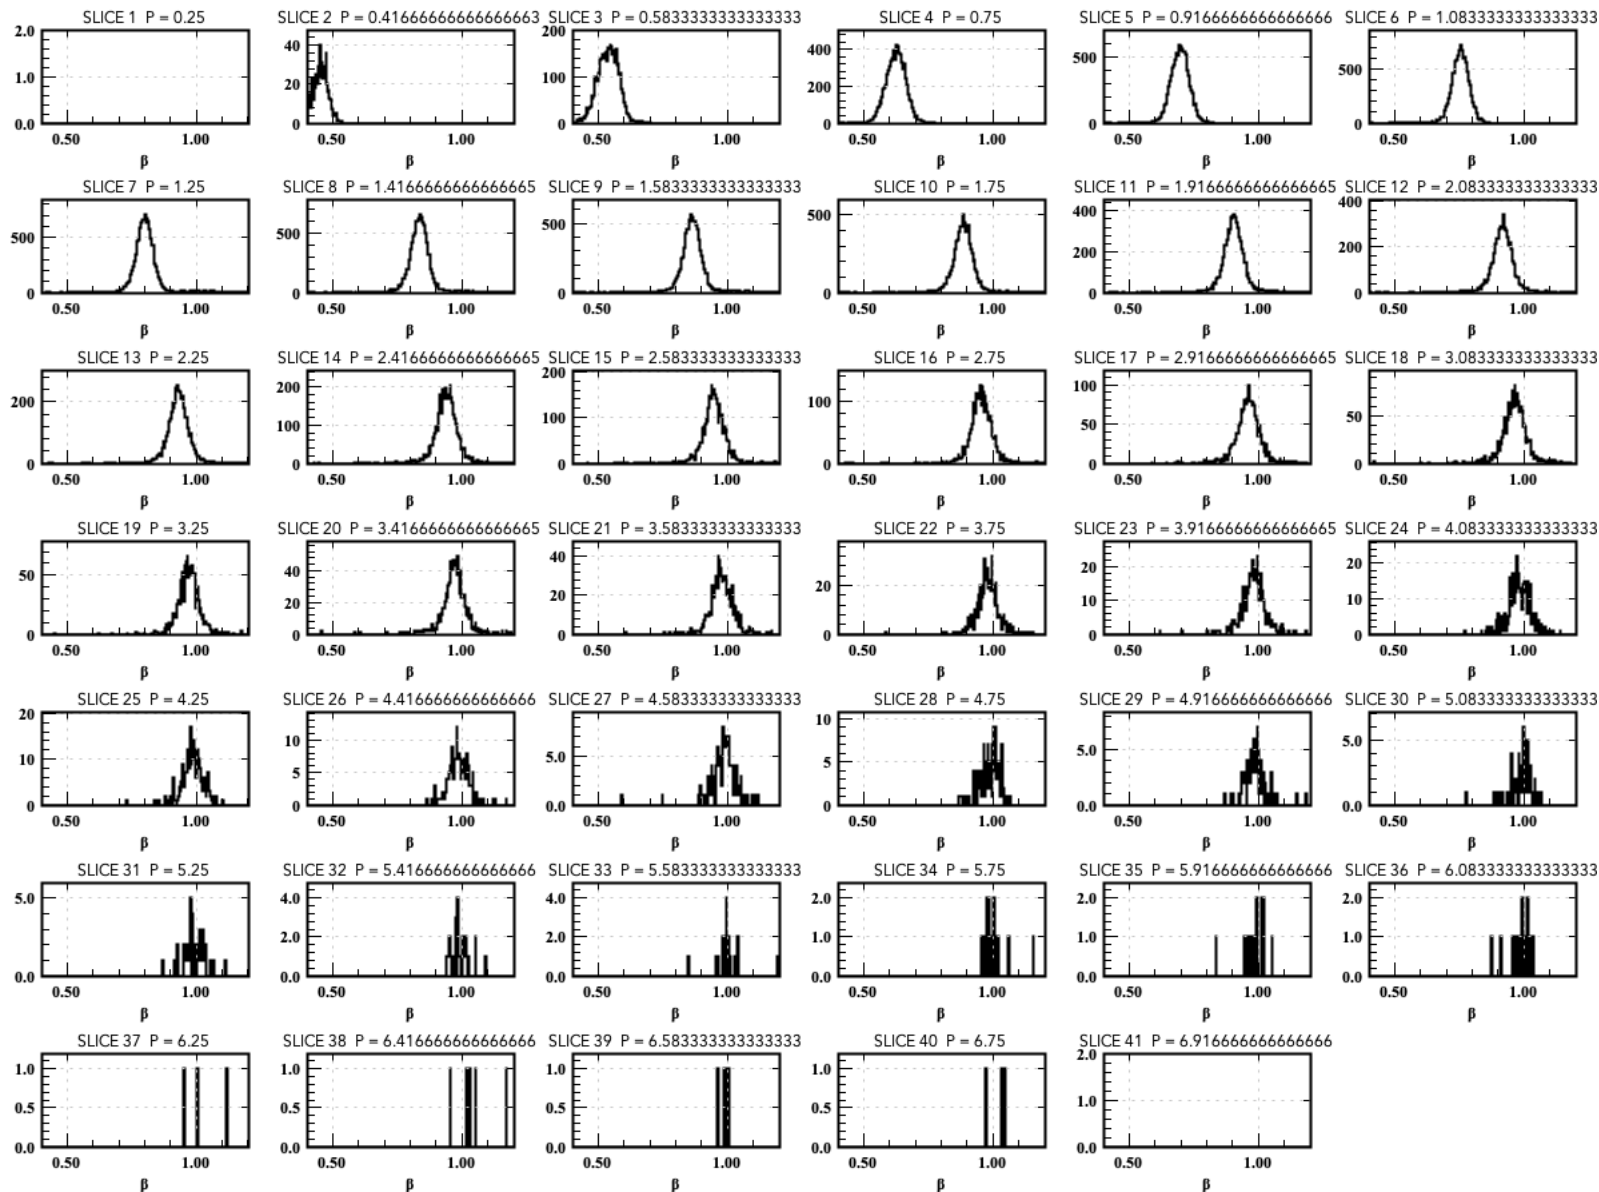 SLICE 1 P = 0.25
2.0
1.0
0.0
0.50 1.00
β
SLICE 2 P = 0.4166666666666663
40
20
0
0.50 1.00
β
SLICE 3 P = 0.5833333333333333
200
100
0
0.50 1.00
β
SLICE 4 P = 0.75
400
200
0
0.50 1.00
β
SLICE 5 P = 0.9166666666666666
500
0
0.50 1.00
β
SLICE 6 P = 1.0833333333333333
500
0
0.50 1.00
β
SLICE 7 P = 1.25
500
0
0.50 1.00
β
SLICE 8 P = 1.4166666666666665
500
0
0.50 1.00
β
SLICE 9 P = 1.5833333333333333
500
0
0.50 1.00
β
SLICE 10 P = 1.75
500
0
0.50 1.00
β
SLICE 11 P = 1.9166666666666665
400
200
0
0.50 1.00
β
SLICE 12 P = 2.083333333333333
400
200
0
0.50 1.00
β
SLICE 13 P = 2.25
200
0
0.50 1.00
β
SLICE 14 P = 2.4166666666666665
200
100
0
0.50 1.00
β
SLICE 15 P = 2.583333333333333
200
100
0
0.50 1.00
β
SLICE 16 P = 2.75
100
0
0.50 1.00
β
SLICE 17 P = 2.9166666666666665
100
50
0
0.50 1.00
β
SLICE 18 P = 3.083333333333333
50
0
0.50 1.00
β
SLICE 19 P = 3.25
50
0
0.50 1.00
β
SLICE 20 P = 3.4166666666666665
40
20
0
0.50 1.00
β
SLICE 21 P = 3.583333333333333
40
20
0
0.50 1.00
β
SLICE 22 P = 3.75
20
0
0.50 1.00
β
SLICE 23 P = 3.9166666666666665
20
10
0
0.50 1.00
β
SLICE 24 P = 4.083333333333333
20
10
0
0.50 1.00
β
SLICE 25 P = 4.25
20
10
0
0.50 1.00
β
SLICE 26 P = 4.416666666666666
10
5
0
0.50 1.00
β
SLICE 27 P = 4.583333333333333
5.0
0.0
0.50 1.00
β
SLICE 28 P = 4.75
10
5
0
0.50 1.00
β
SLICE 29 P = 4.916666666666666
5.0
0.0
0.50 1.00
β
SLICE 30 P = 5.083333333333333
5.0
0.0
0.50 1.00
β
SLICE 31 P = 5.25
5.0
0.0
0.50 1.00
β
SLICE 32 P = 5.416666666666666
4.0
2.0
0.0
0.50 1.00
β
SLICE 33 P = 5.583333333333333
4.0
2.0
0.0
0.50 1.00
β
SLICE 34 P = 5.75
2.0
1.0
0.0
0.50 1.00
β
SLICE 35 P = 5.916666666666666
2.0
1.0
0.0
0.50 1.00
β
SLICE 36 P = 6.083333333333333
2.0
1.0
0.0
0.50 1.00
β
SLICE 37 P = 6.25
1.0
0.5
0.0
0.50 1.00
β
SLICE 38 P = 6.416666666666666
1.0
0.5
0.0
0.50 1.00
β
SLICE 39 P = 6.583333333333333
1.0
0.5
0.0
0.50 1.00
β
SLICE 40 P = 6.75
1.0
0.5
0.0
0.50 1.00
β
SLICE 41 P = 6.916666666666666
2.0
1.0
0.0
0.50 1.00
β